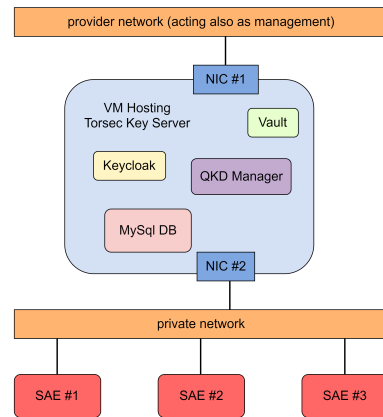 provider network (acting also as management)
NIC #1
VM Hosting
Torsec Key Server
Vault
Keycloak
QKD Manager
MySql DB
NIC #2
private network
SAE #1
SAE #2
SAE #3